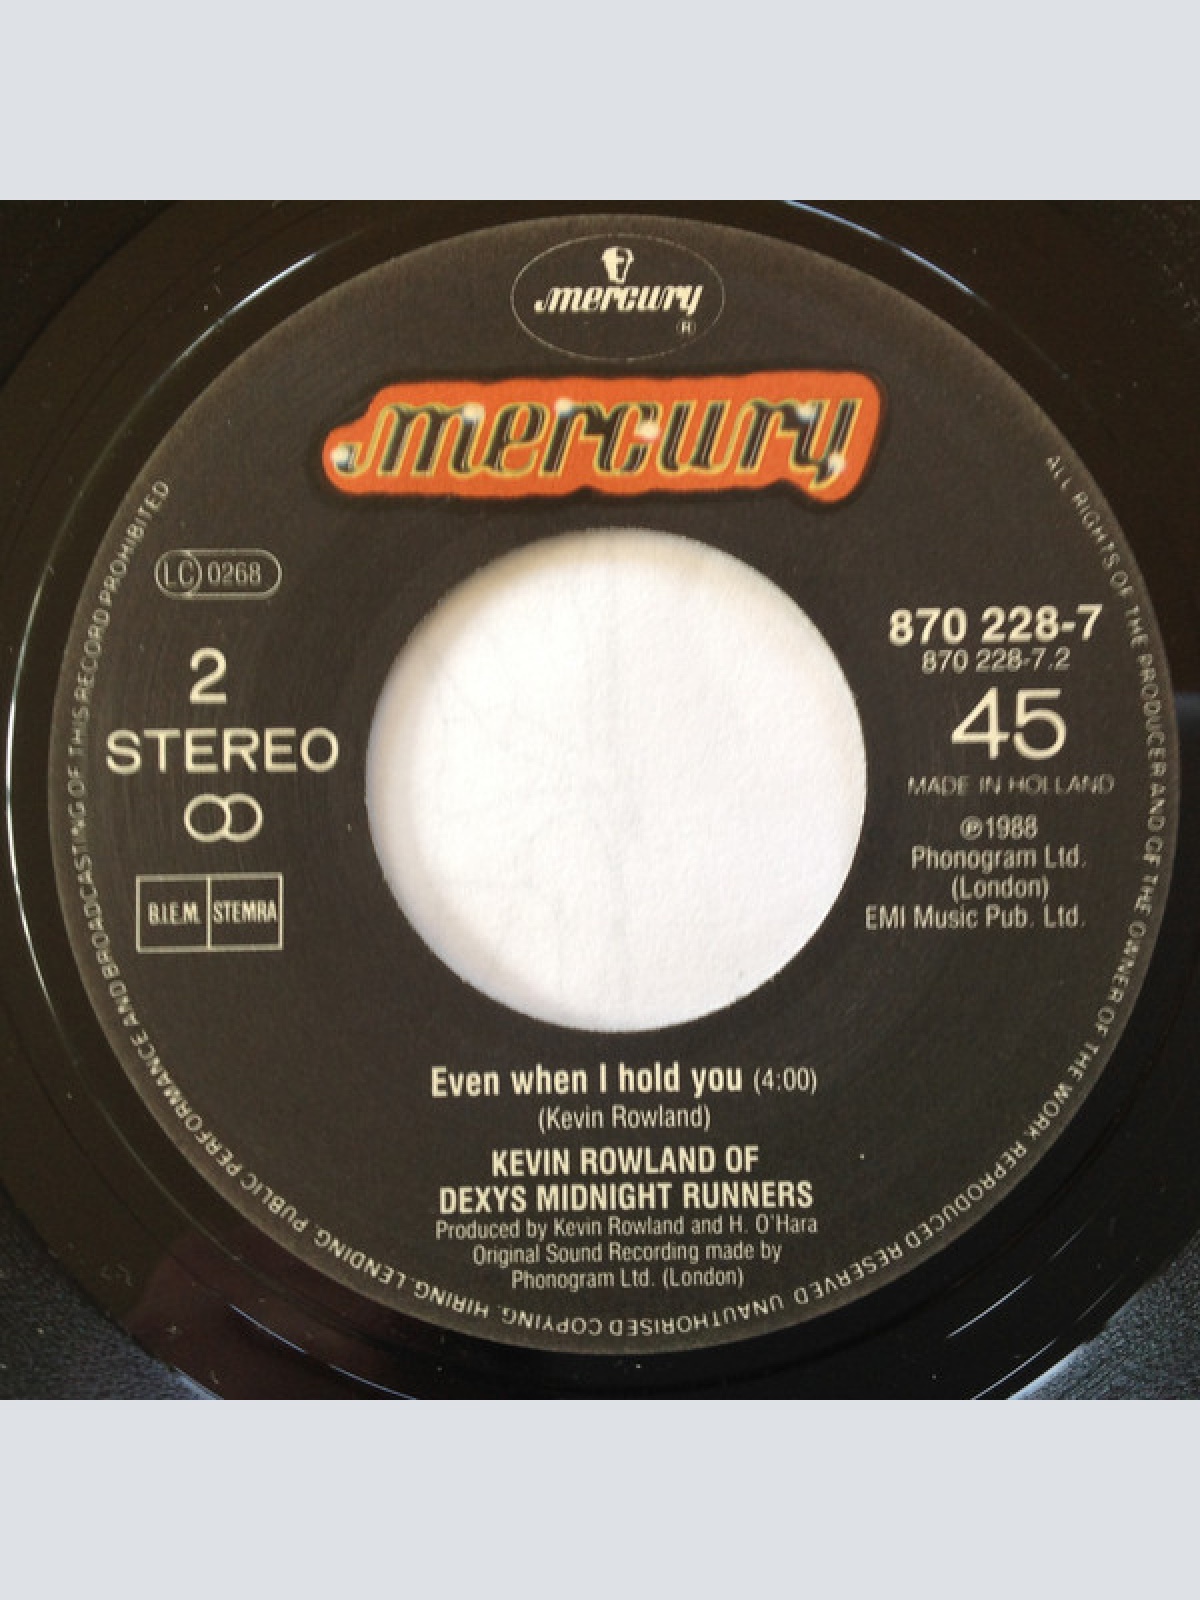 mercury
®
mercury
LC 0268
2
STEREO
B.I.E.M. STEMRA
870 228-7
870 228-7.2
45
MADE IN HOLLAND
℗1988
Phonogram Ltd.
(London)
EMI Music Pub. Ltd.
Even when I hold you (4:00)
(Kevin Rowland)
KEVIN ROWLAND OF
DEXYS MIDNIGHT RUNNERS
Produced by Kevin Rowland and H. O'Hara
Original Sound Recording made by
Phonogram Ltd. (London)
ALL RIGHTS OF THE PRODUCER AND OF THE OWNER OF THE WORK REPRODUCED RESERVED UNAUTHORISED COPYING, HIRING, LENDING, PUBLIC PERFORMANCE AND BROADCASTING OF THIS RECORD PROHIBITED